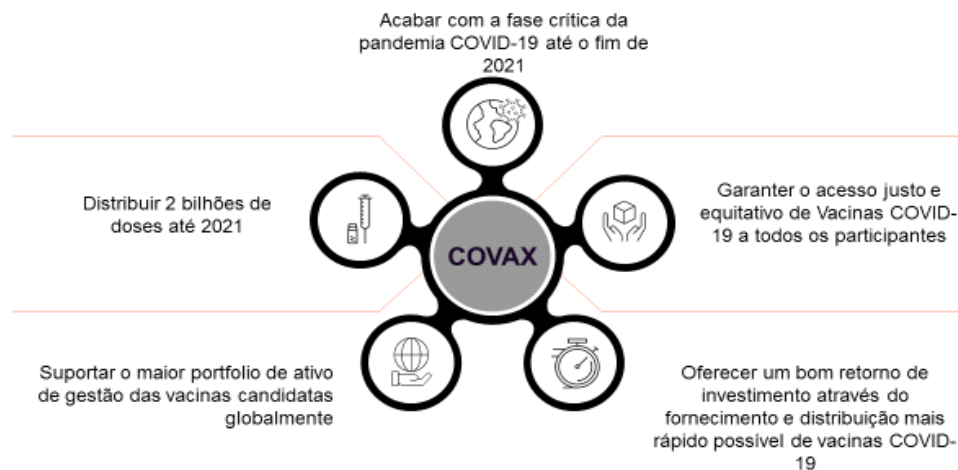 Acabar com a fase crítica da
pandemia COVID-19 até o fim de
2021
Distribuir 2 bilhões de
doses até 2021
Garanter o acesso justo e
equitativo de Vacinas COVID-
19 a todos os participantes
COVAX
Suportar o maior portfolio de ativo
de gestão das vacinas candidatas
globalmente
Oferecer um bom retorno de
investimento através do
fornecimento e distribuição mais
rápido possível de vacinas COVID-
19